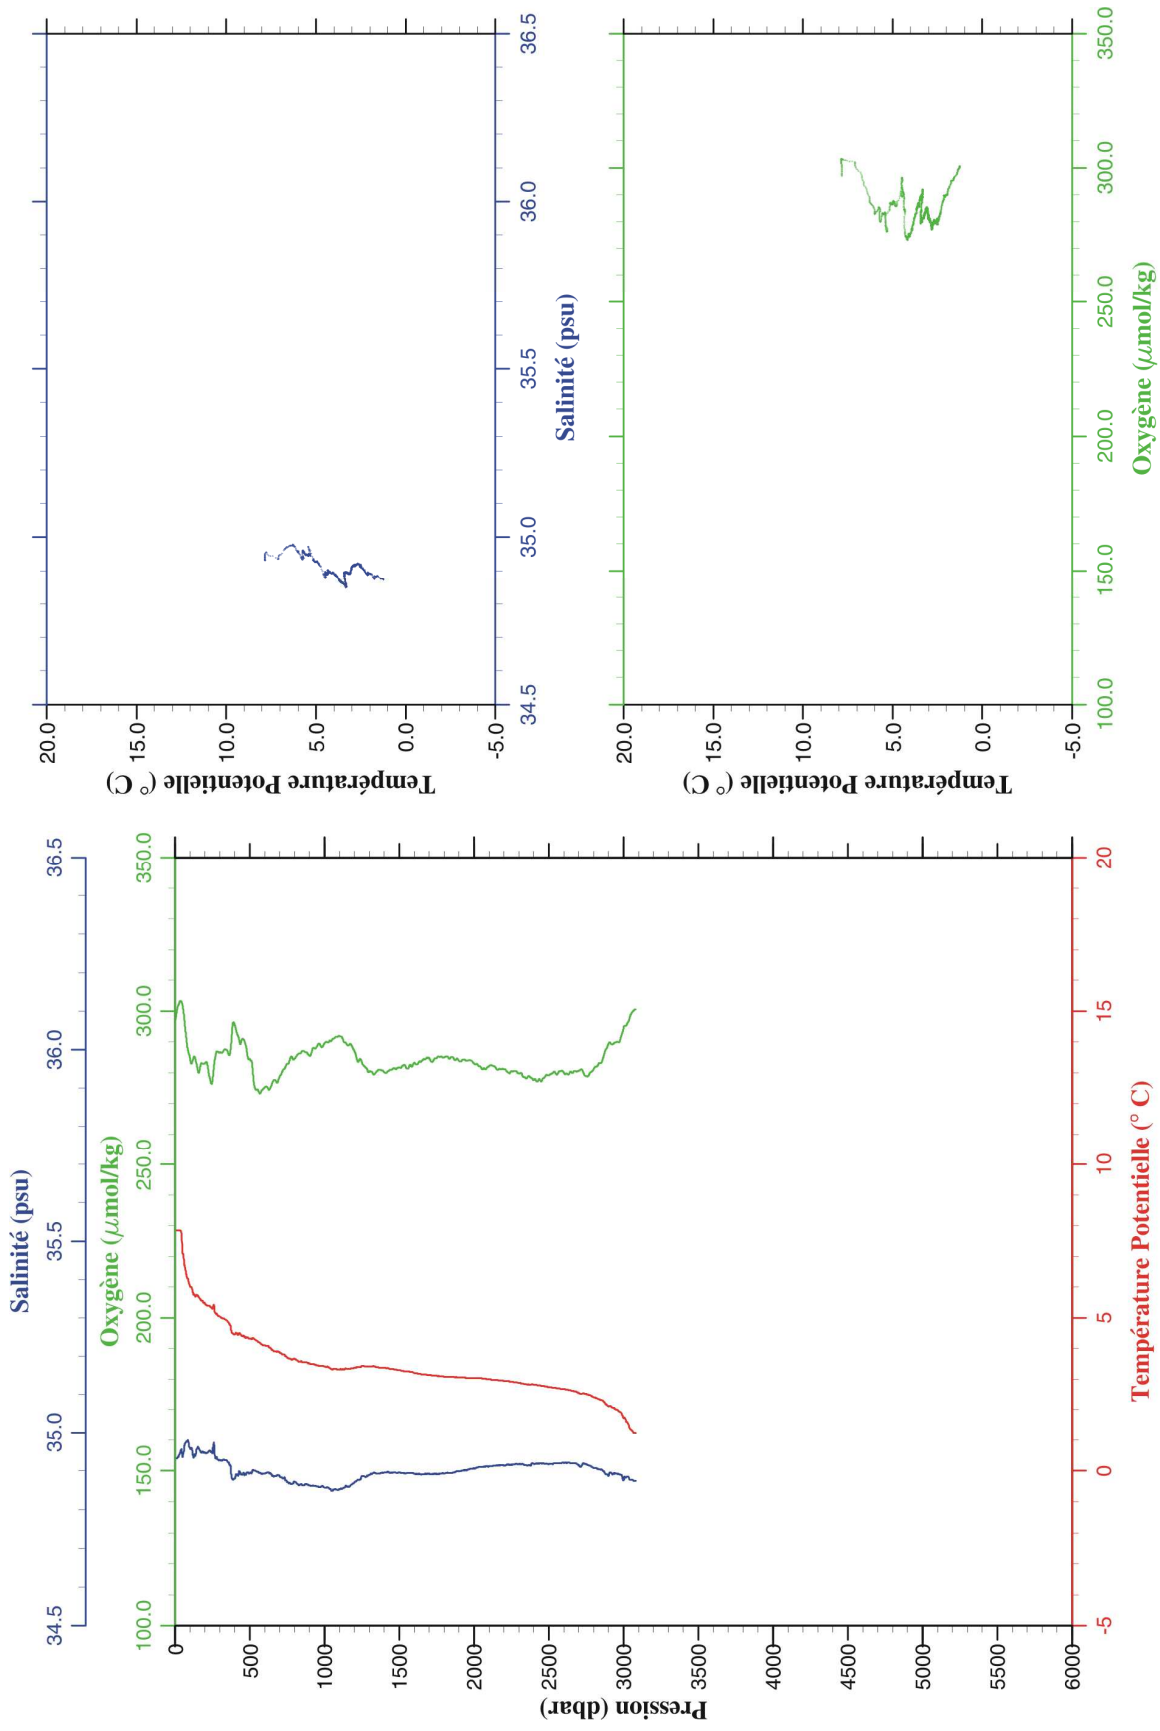 Salinité (psu)
34.5 35.0 35.5 36.0 36.5
Oxygène (μmol/kg)
100.0 150.0 200.0 250.0 300.0 350.0
0
500
1000
1500
2000
2500
3000
3500
4000
4500
5000
5500
6000
Pression (dbar)
-5 0 5 10 15 20
Température Potentielle (° C)
20.0
15.0
10.0
5.0
0.0
-5.0
Température Potentielle (° C)
34.5 35.0 35.5 36.0 36.5
Salinité (psu)
20.0
15.0
10.0
5.0
0.0
-5.0
Température Potentielle (° C)
100.0 150.0 200.0 250.0 300.0 350.0
Oxygène (μmol/kg)